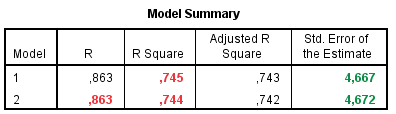 Model Summary
Model R R Square Adjusted R Square Std. Error of the Estimate
1 ,863 ,745 ,743 4,667
2 ,863 ,744 ,742 4,672